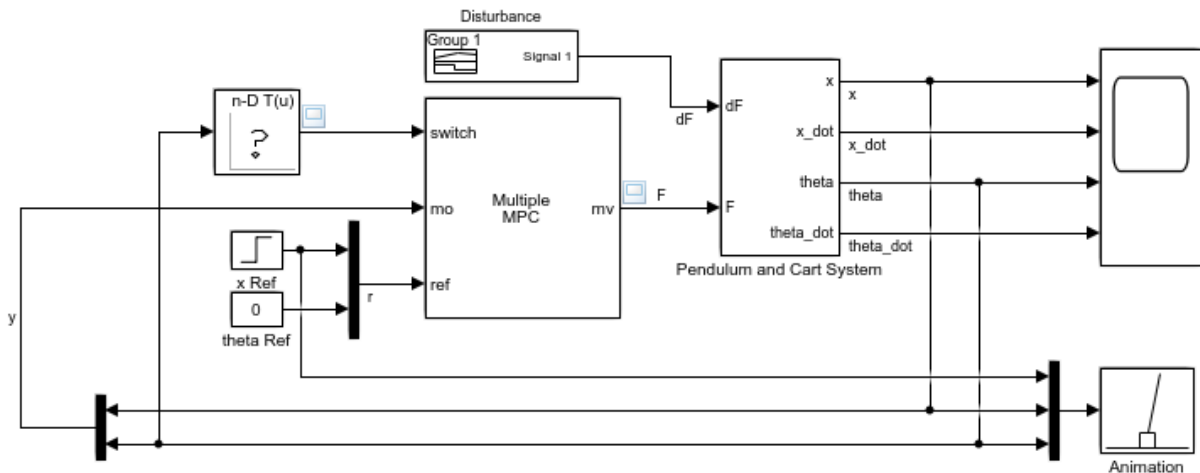 Disturbance
Group 1
Signal 1
n-D T(u)
?
switch
mo
ref
Multiple
MPC
mv
F
dF
dF
F
x
x_dot
theta
theta_dot
x
x_dot
theta
theta_dot
Pendulum and Cart System
x Ref
0
theta Ref
r
y
Animation